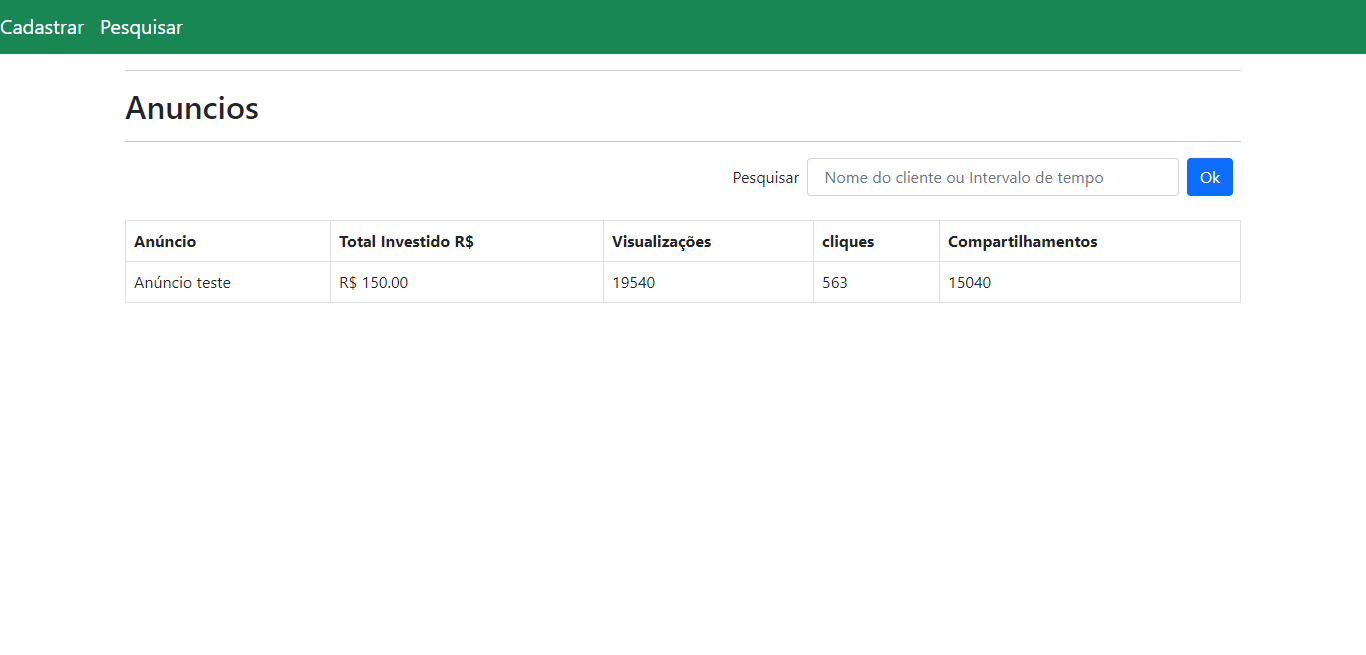 Cadastrar Pesquisar
Anuncios
Pesquisar Nome do cliente ou Intervalo de tempo Ok
Anúncio Total Investido R$ Visualizações cliques Compartilhamentos
Anúncio teste R$ 150.00 19540 563 15040